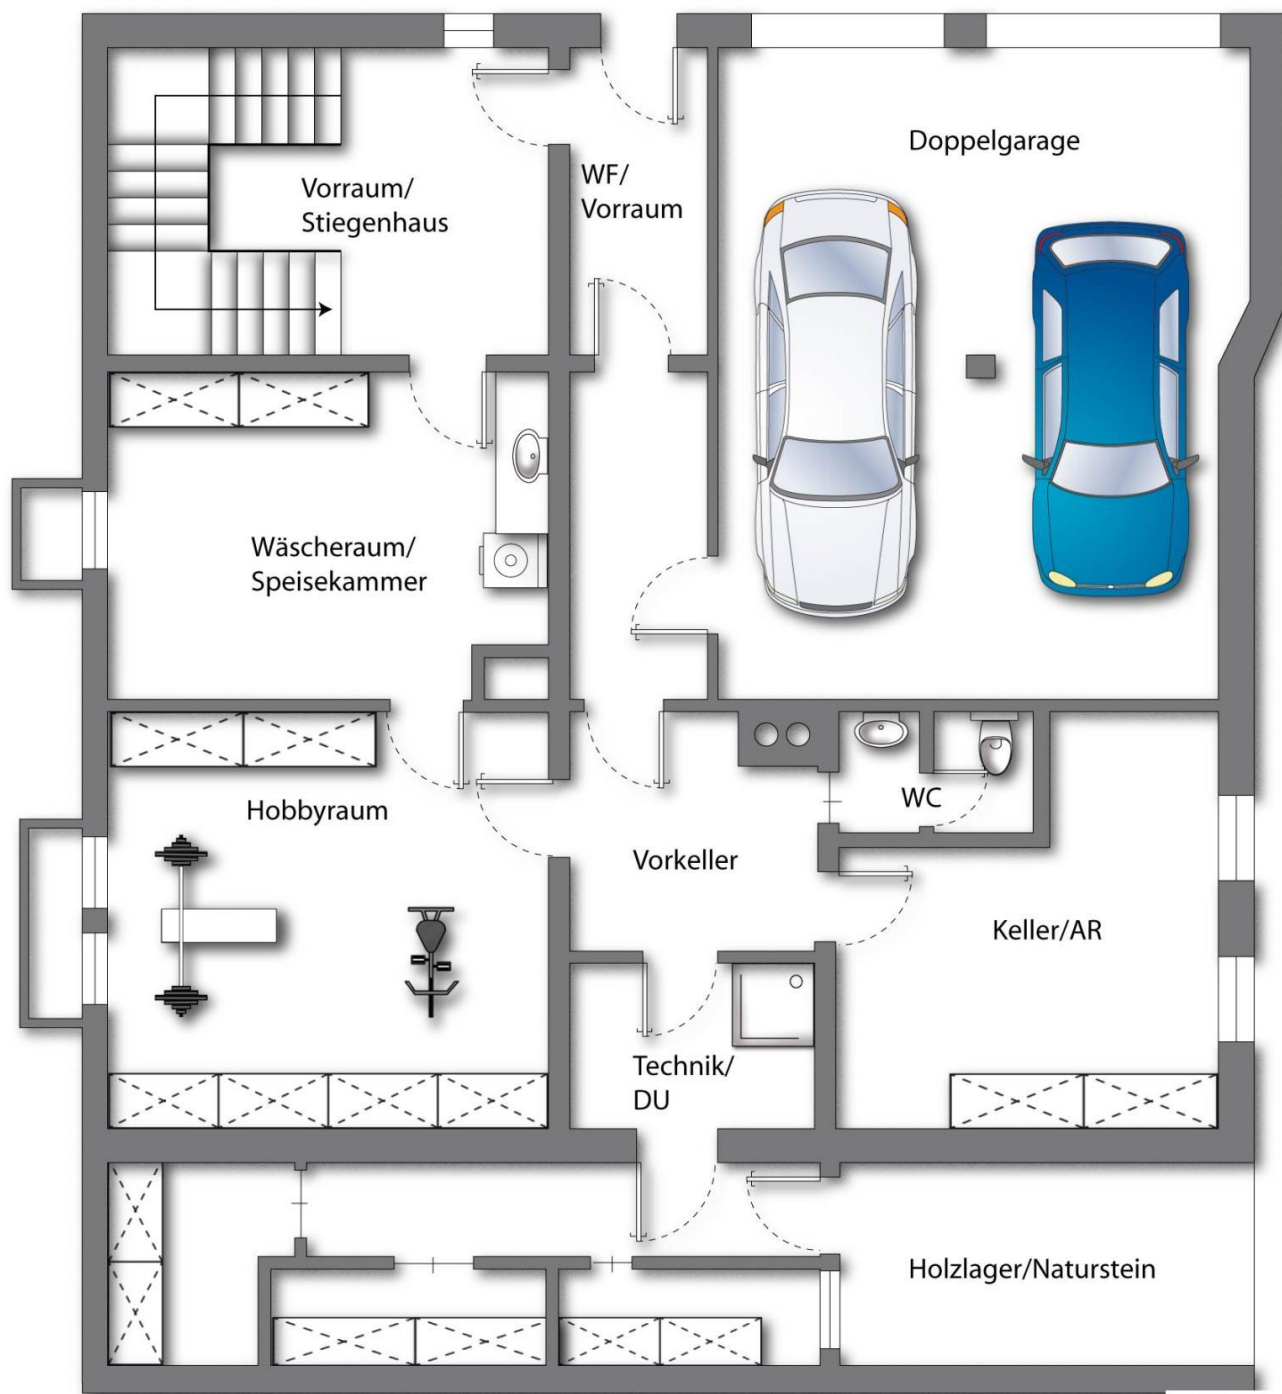 Doppelgarage
WF/
Vorraum
Vorraum/
Stiegenhaus
Wäscheraum/
Speisekammer
Hobbyraum
WC
Vorkeller
Keller/AR
Technik/
DU
Holzlager/Naturstein